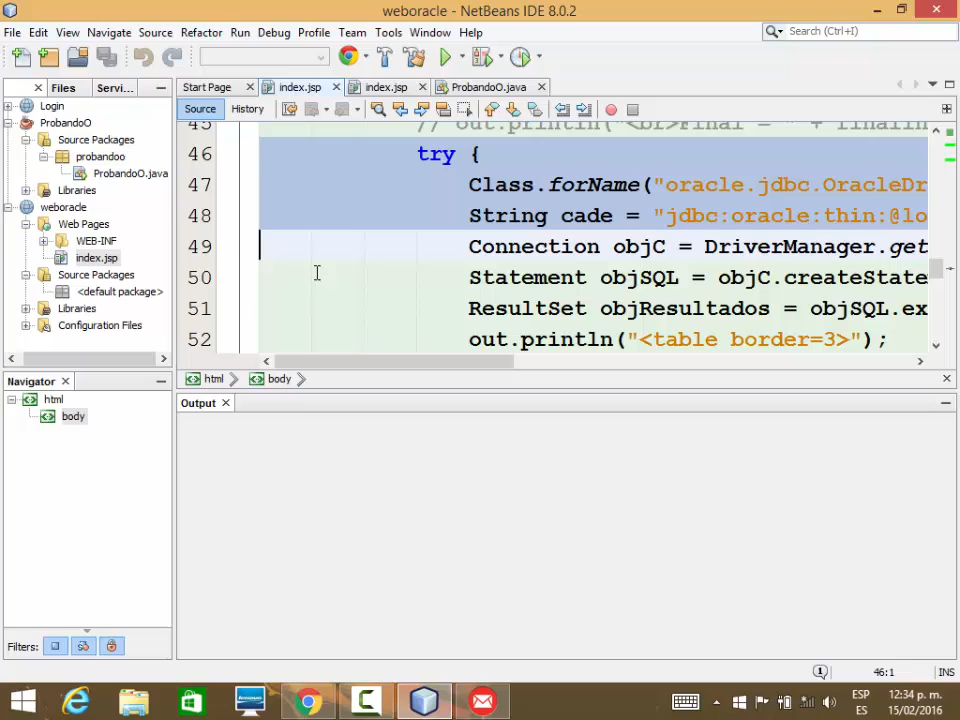 weboracle - NetBeans IDE 8.0.2
File Edit View Navigate Source Refactor Run Debug Profile Team Tools Window Help
Search (Ctrl+I)
Files Servi...
Start Page index.jsp index.jsp ProbandoO.java
Source History
Login
ProbandoO
Source Packages
probandoo
ProbandoO.java
Libraries
weboracle
Web Pages
WEB-INF
index.jsp
Source Packages
<default package>
Libraries
Configuration Files
45 // out.println("<br>Final = " +
46 try {
47 Class.forName("oracle.jdbc.OracleDr
48 String cade = "jdbc:oracle:thin:@lo
49 Connection objC = DriverManager.get
50 Statement objSQL = objC.createState
51 ResultSet objResultados = objSQL.ex
52 out.println("<table border=3>");
html body
Navigator
html
body
Output
Filters:
46:1 INS
ESP
ES
12:34 p. m.
15/02/2016